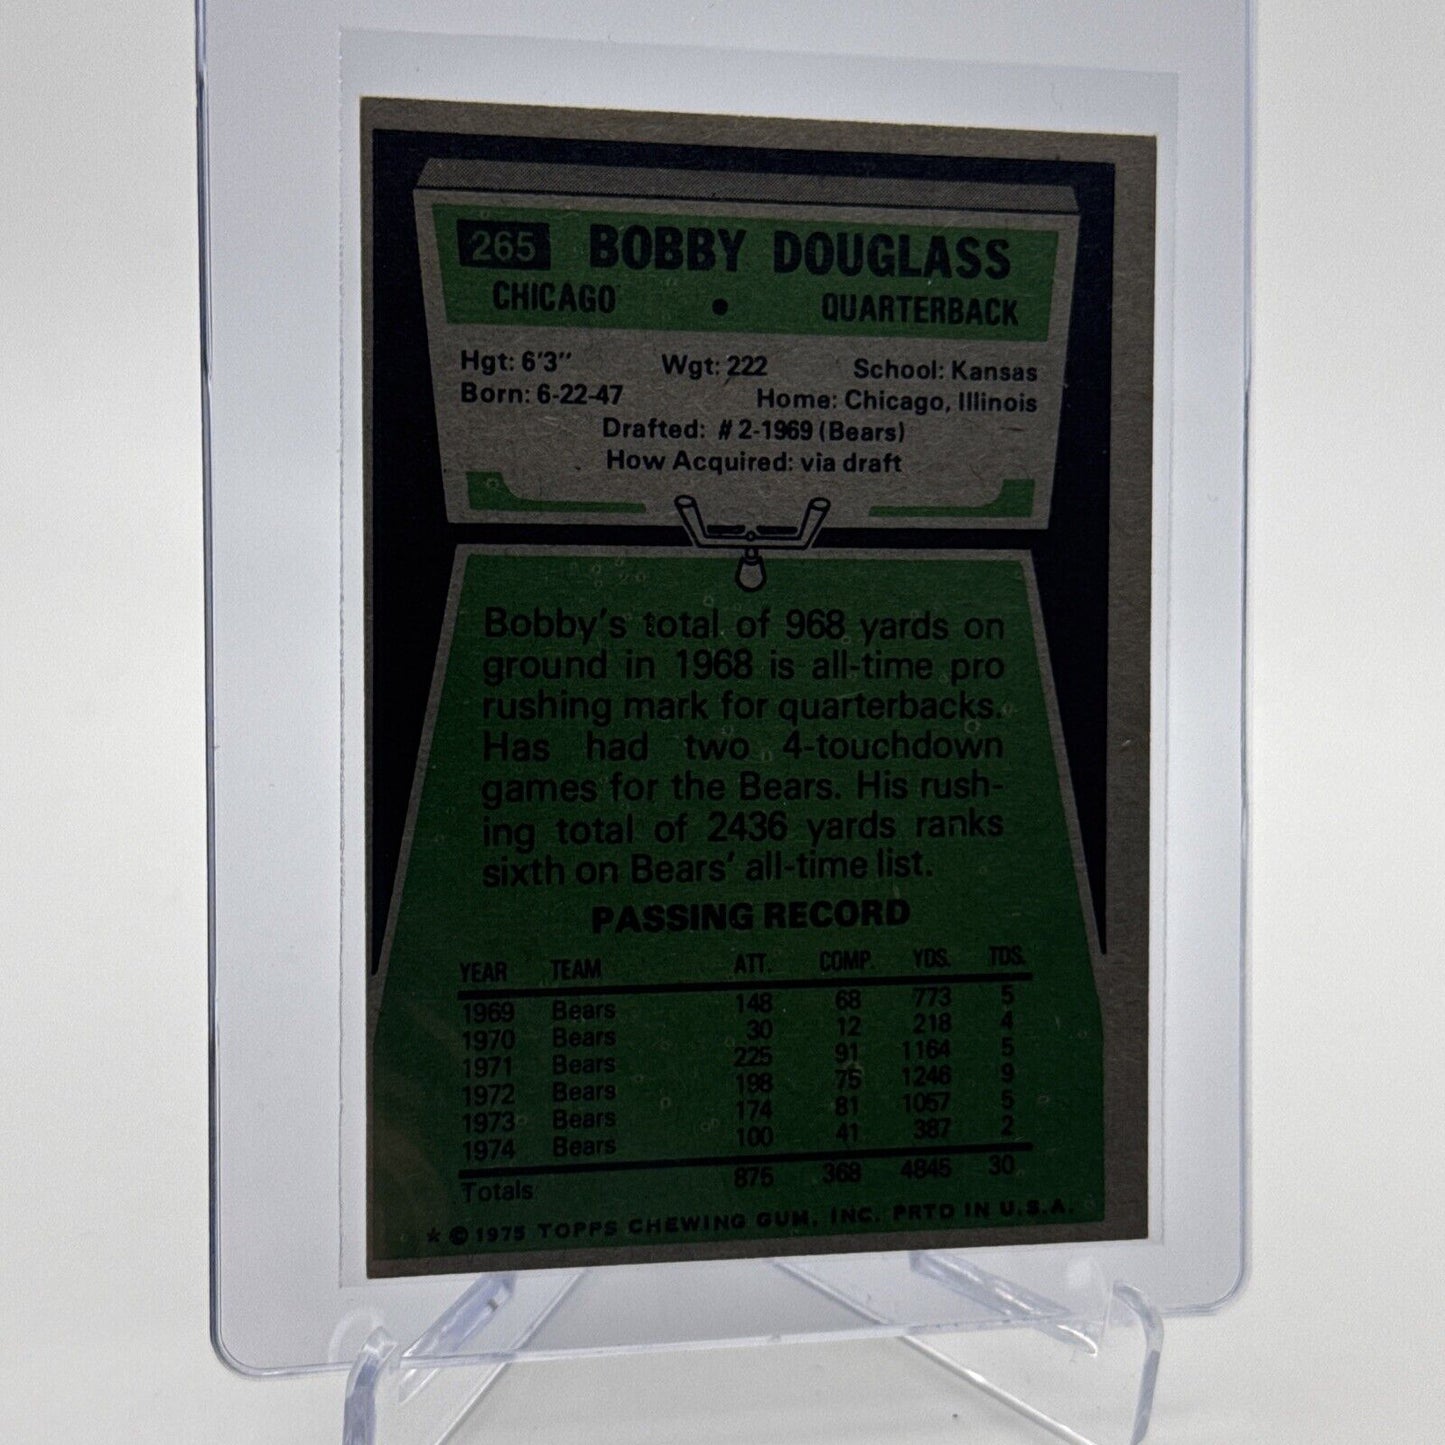 265 BOBBY DOUGLASS
CHICAGO • QUARTERBACK
Hgt: 6'3" Wgt: 222 School: Kansas
Born: 6-22-47 Home: Chicago, Illinois
Drafted: # 2-1969 (Bears)
How Acquired: via draft
Bobby's total of 968 yards on
ground in 1968 is all-time pro
rushing mark for quarterbacks.
Has had two 4-touchdown
games for the Bears. His rush-
ing total of 2436 yards ranks
sixth on Bears' all-time list.
PASSING RECORD
YEAR TEAM ATT. COMP. YDS. TDS.
1969 Bears 148 68 773 5
1970 Bears 30 12 218 4
1971 Bears 225 91 1164 5
1972 Bears 198 75 1246 9
1973 Bears 174 81 1057 5
1974 Bears 100 41 387 2
Totals 875 368 4845 30
* © 1975 TOPPS CHEWING GUM, INC. PRTD IN U.S.A.